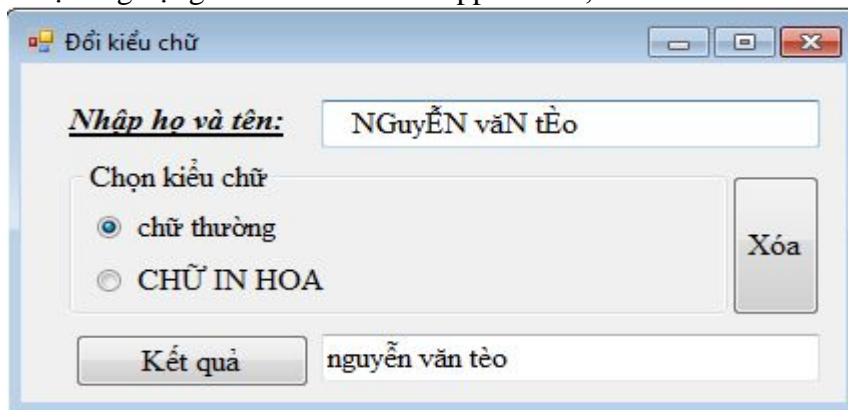 Đổi kiểu chữ
Nhập họ và tên:
NGuyỄN văN tÈo
Chọn kiểu chữ
chữ thường
CHỮ IN HOA
Xóa
Kết quả
nguyễn văn tèo